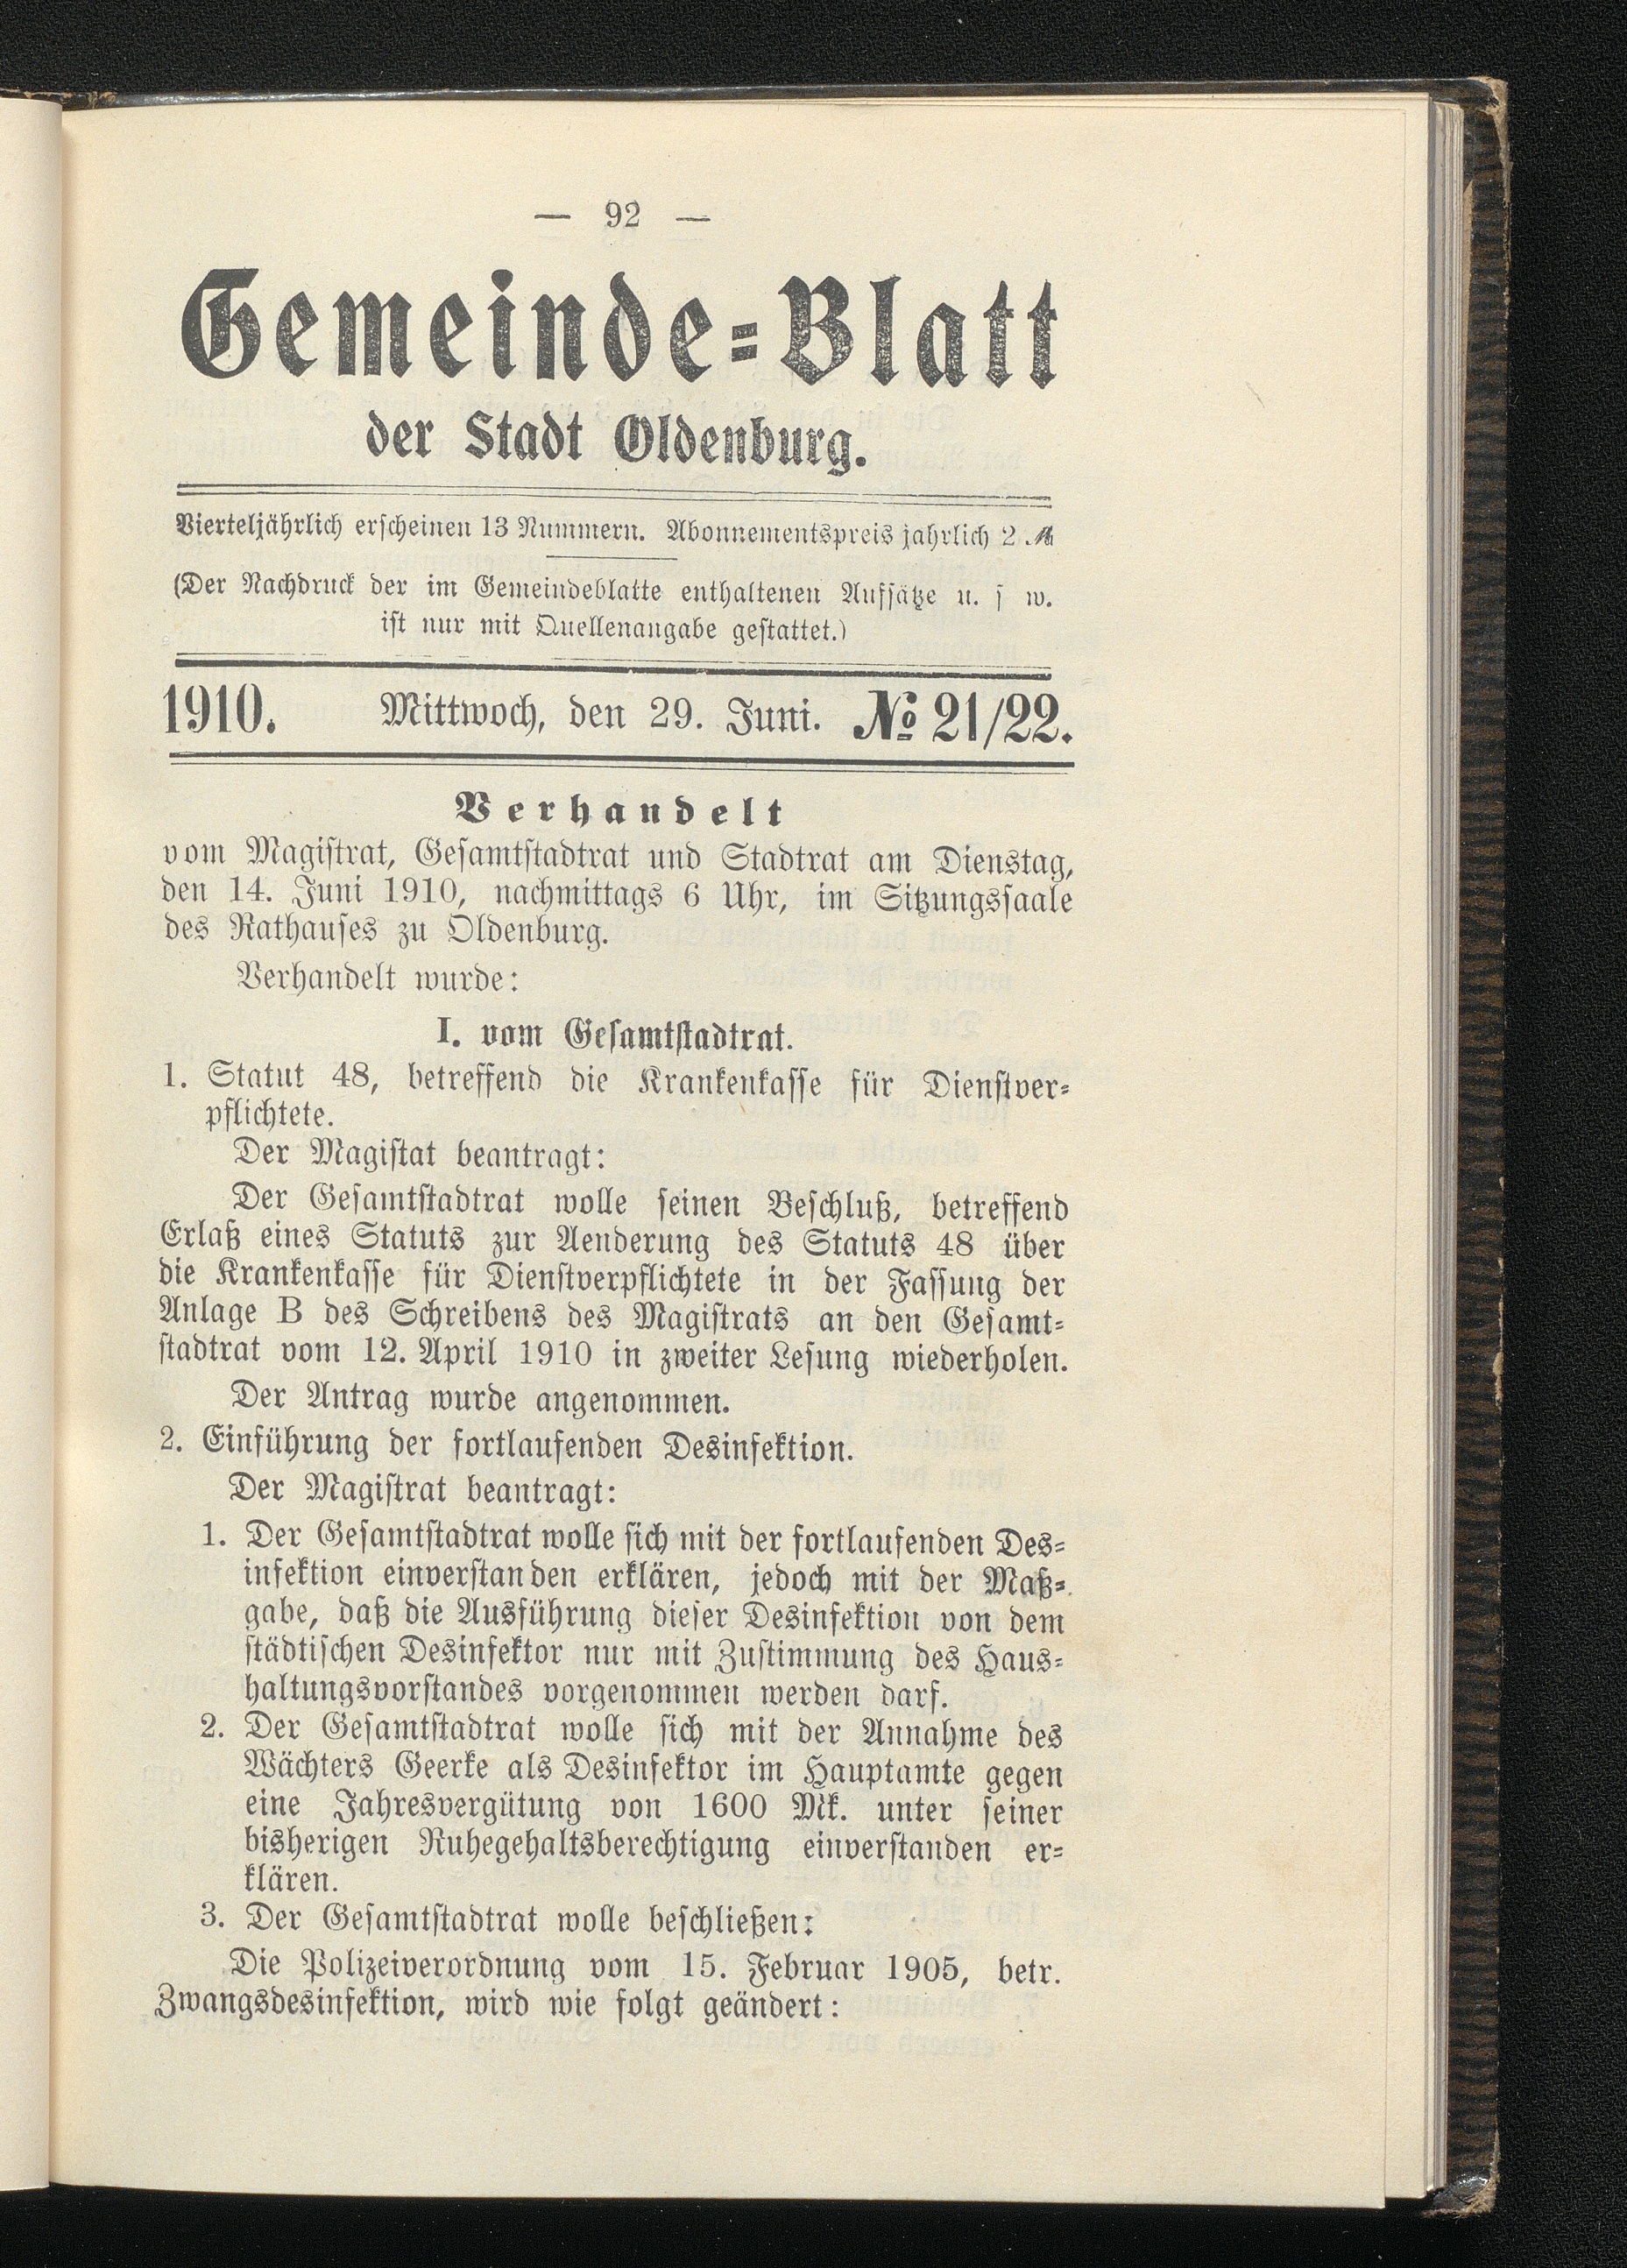 — 92 —
Gemeinde-Blatt
der Stadt Oldenburg.
Vierteljährlich erscheinen 13 Nummern. Abonnementspreis jahrlich 2 ℳ
(Der Nachdruck der im Gemeindeblatte enthaltenen Aufsätze u. s w.
ist nur mit Quellenangabe gestattet.)
1910. Mittwoch, den 29. Juni. № 21/22.
Verhandelt
vom Magistrat, Gesamtstadtrat und Stadtrat am Dienstag,
den 14. Juni 1910, nachmittags 6 Uhr, im Sitzungssaale
des Rathauses zu Oldenburg.
Verhandelt wurde:
I. vom Gesamtstadtrat.
1. Statut 48, betreffend die Krankenkasse für Dienstver-
pflichtete.
Der Magistat beantragt:
Der Gesamtstadtrat wolle seinen Beschluß, betreffend
Erlaß eines Statuts zur Aenderung des Statuts 48 über
die Krankenkasse für Dienstverpflichtete in der Fassung der
Anlage B des Schreibens des Magistrats an den Gesamt-
stadtrat vom 12. April 1910 in zweiter Lesung wiederholen.
Der Antrag wurde angenommen.
2. Einführung der fortlaufenden Desinfektion.
Der Magistrat beantragt:
1. Der Gesamtstadtrat wolle sich mit der fortlaufenden Des-
infektion einverstanden erklären, jedoch mit der Maß-
gabe, daß die Ausführung dieser Desinfektion von dem
städtischen Desinfektor nur mit Zustimmung des Haus-
haltungsvorstandes vorgenommen werden darf.
2. Der Gesamtstadtrat wolle sich mit der Annahme des
Wächters Geerke als Desinfektor im Hauptamte gegen
eine Jahresvergütung von 1600 Mk. unter seiner
bisherigen Ruhegehaltsberechtigung einverstanden er-
klären.
3. Der Gesamtstadtrat wolle beschließen:
Die Polizeiverordnung vom 15. Februar 1905, betr.
Zwangsdesinfektion, wird wie folgt geändert: